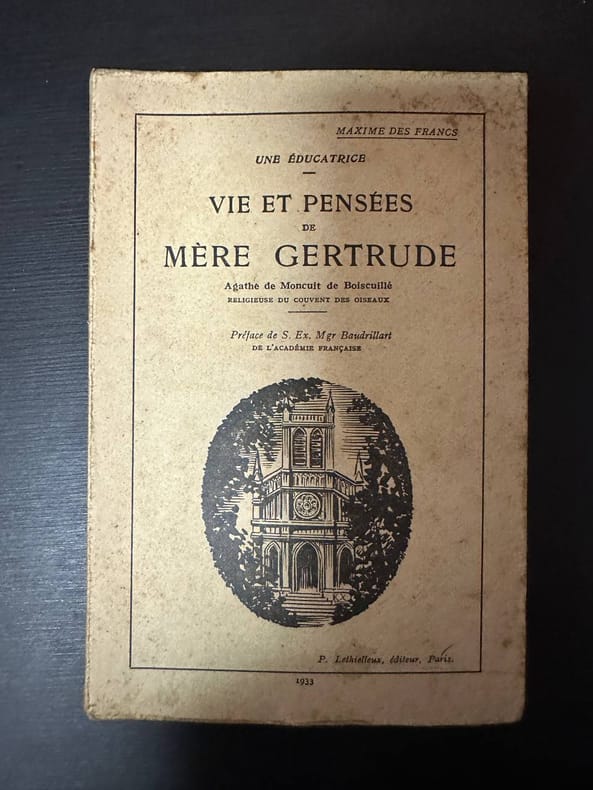 MAXIME DES FRANCS
UNE ÉDUCATRICE
VIE ET PENSÉES
DE
MÈRE GERTRUDE
Agathe de Moncuit de Boiscuillé
RELIGIEUSE DU COUVENT DES OISEAUX
Préface de S. Ex. Mgr Baudrillart
DE L'ACADÉMIE FRANÇAISE
P. Lethielleux, éditeur, Paris.
1933